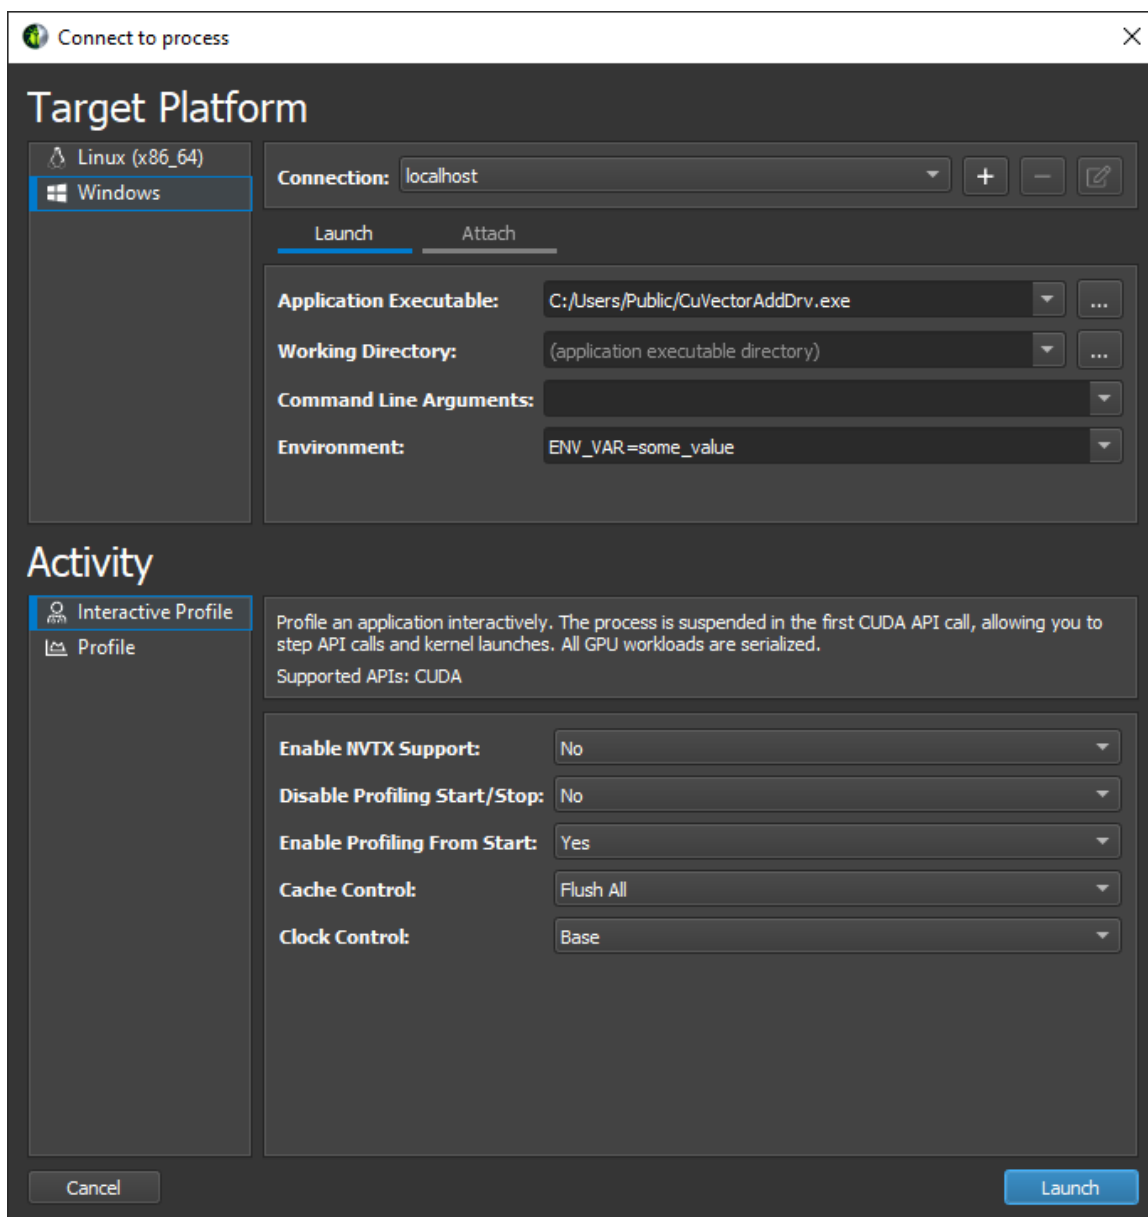 Connect to process
Target Platform
Linux (x86_64)
Windows
Connection: localhost
+ −
Launch Attach
Application Executable: C:/Users/Public/CuVectorAddDrv.exe ...
Working Directory: (application executable directory) ...
Command Line Arguments:
Environment: ENV_VAR=some_value
Activity
Interactive Profile
Profile
Profile an application interactively. The process is suspended in the first CUDA API call, allowing you to
step API calls and kernel launches. All GPU workloads are serialized.
Supported APIs: CUDA
Enable NVTX Support: No
Disable Profiling Start/Stop: No
Enable Profiling From Start: Yes
Cache Control: Flush All
Clock Control: Base
Cancel Launch